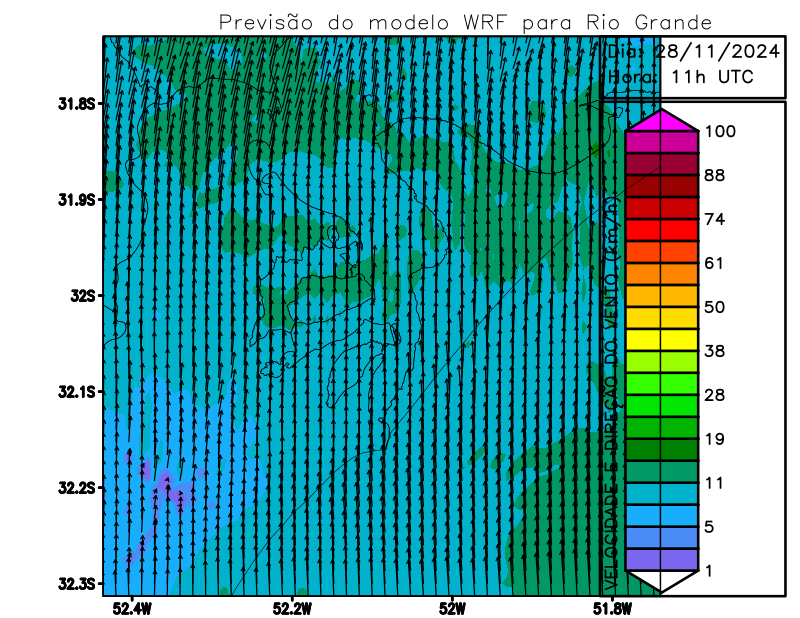 Previsão do modelo WRF para Rio Grande
Dia: 28/11/2024
Hora: 11h UTC
31.8S
31.9S
32S
32.1S
32.2S
32.3S
52.4W
52.2W
52W
51.8W
VELOCIDADE E DIREÇÃO DO VENTO (km/h)
100
88
74
61
50
38
28
19
11
5
1